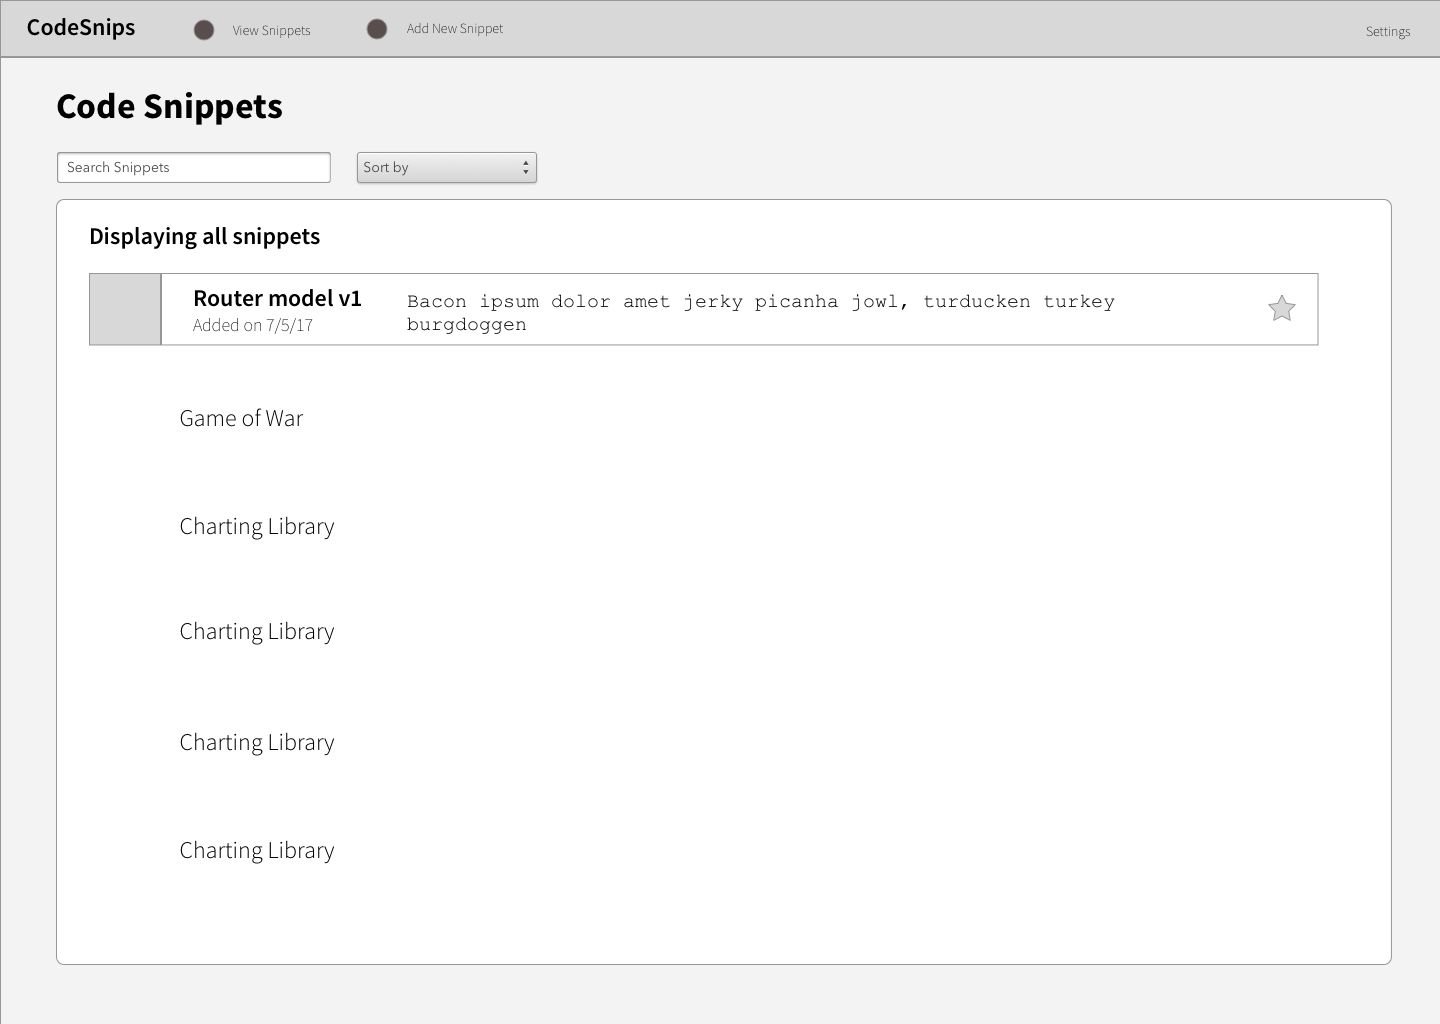 CodeSnips
View Snippets
Add New Snippet
Settings
Code Snippets
Search Snippets
Sort by
Displaying all snippets
Router model v1
Added on 7/5/17
Bacon ipsum dolor amet jerky picanha jowl, turducken turkey
burgdoggen
Game of War
Charting Library
Charting Library
Charting Library
Charting Library